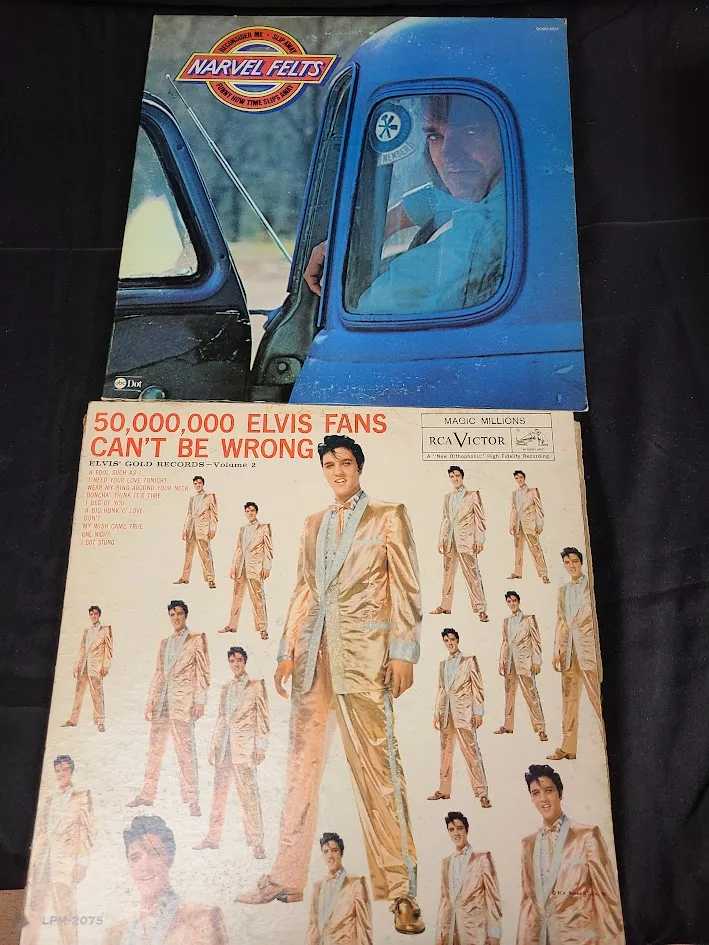 RECONSIDER ME • SLIP AWAY
NARVEL FELTS
FUNNY HOW TIME SLIPS AWAY
MEMBER
abc Dot
50,000,000 ELVIS FANS
CAN'T BE WRONG
ELVIS' GOLD RECORDS—Volume 2
A FOOL SUCH AS I
I NEED YOUR LOVE TONIGHT
WEAR MY RING AROUND YOUR NECK
DONCHA' THINK IT'S TIME
I BEG OF YOU
A BIG HUNK O' LOVE
DON'T
MY WISH CAME TRUE
ONE NIGHT
I GOT STUNG
MAGIC MILLIONS
RCA VICTOR
A "New Orthophonic" High Fidelity Recording
LPM-2075